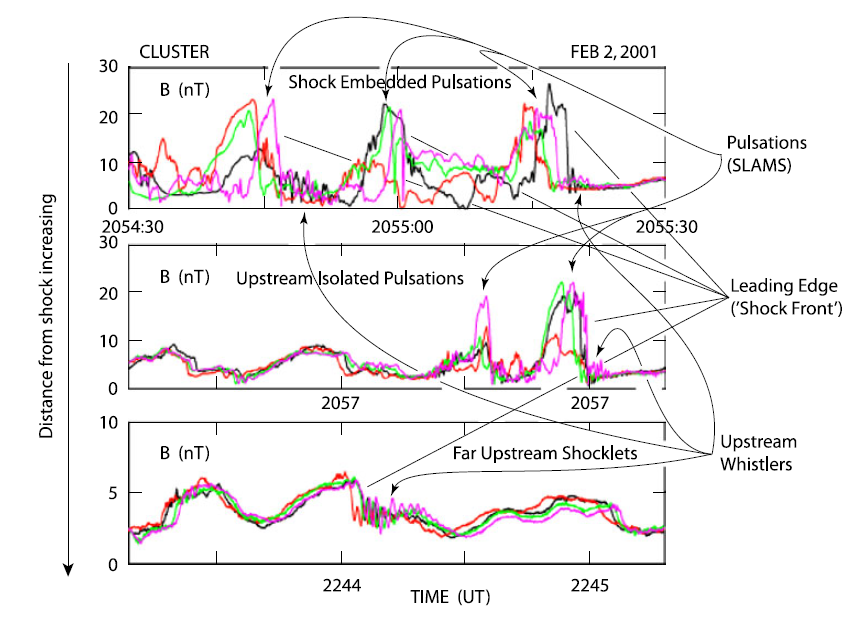 CLUSTER
FEB 2, 2001
30
B (nT)
Shock Embedded Pulsations
20
10
0
2054:30
2055:00
2055:30
Pulsations
(SLAMS)
30
B (nT)
Upstream Isolated Pulsations
20
10
0
2057
2057
Leading Edge
('Shock Front')
10
B (nT)
Far Upstream Shocklets
5
0
2244
2245
Upstream
Whistlers
TIME (UT)
Distance from shock increasing